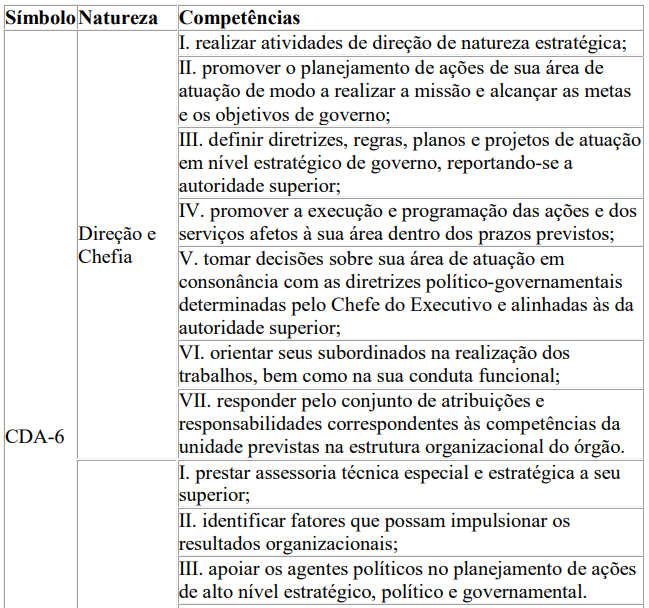 Símbolo Natureza Competências
I. realizar atividades de direção de natureza estratégica;
II. promover o planejamento de ações de sua área de
atuação de modo a realizar a missão e alcançar as metas
e os objetivos de governo;
III. definir diretrizes, regras, planos e projetos de atuação
em nível estratégico de governo, reportando-se a
autoridade superior;
Direção e
Chefia
IV. promover a execução e programação das ações e dos
serviços afetos à sua área dentro dos prazos previstos;
V. tomar decisões sobre sua área de atuação em
consonância com as diretrizes político-governamentais
determinadas pelo Chefe do Executivo e alinhadas às da
autoridade superior;
VI. orientar seus subordinados na realização dos
trabalhos, bem como na sua conduta funcional;
VII. responder pelo conjunto de atribuições e
responsabilidades correspondentes às competências da
unidade previstas na estrutura organizacional do órgão.
CDA-6
I. prestar assessoria técnica especial e estratégica a seu
superior;
II. identificar fatores que possam impulsionar os
resultados organizacionais;
III. apoiar os agentes políticos no planejamento de ações
de alto nível estratégico, político e governamental.